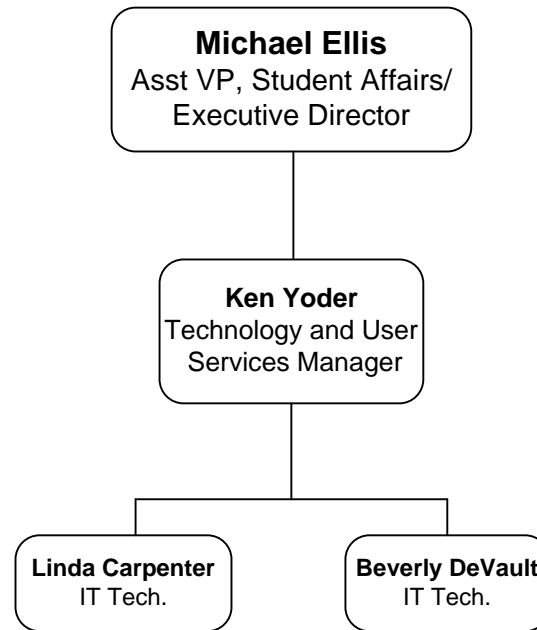 Michael Ellis
Asst VP, Student Affairs/
Executive Director
Ken Yoder
Technology and User
Services Manager
Linda Carpenter
IT Tech.
Beverly DeVault
IT Tech.